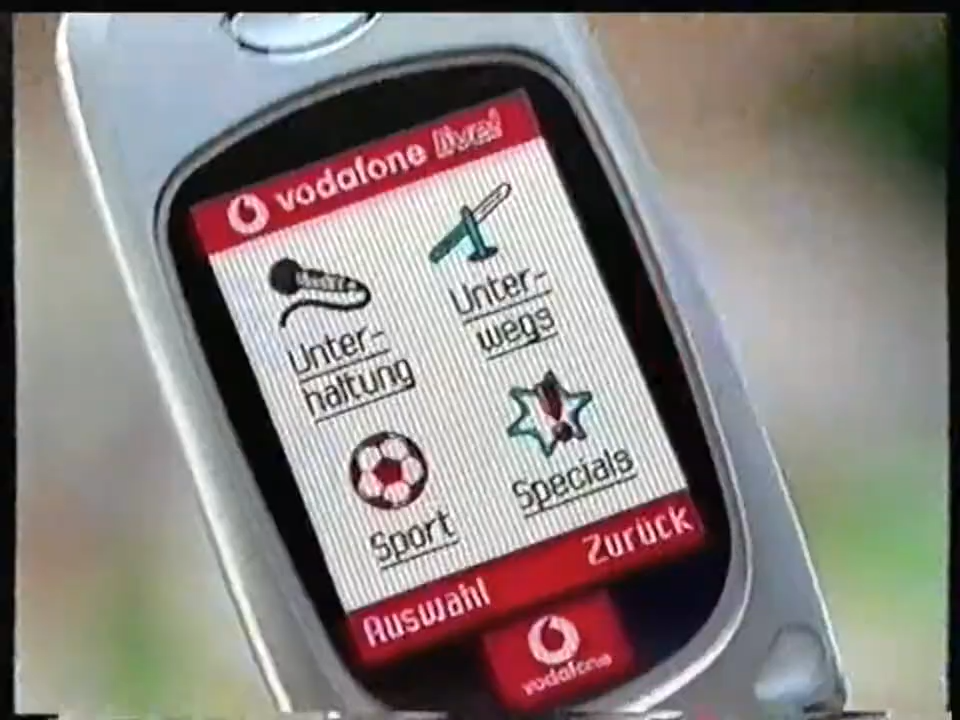 vodafone live!
Unter-
haltung
Unter-
wegs
Sport
Specials
Auswahl
Zurück
vodafone